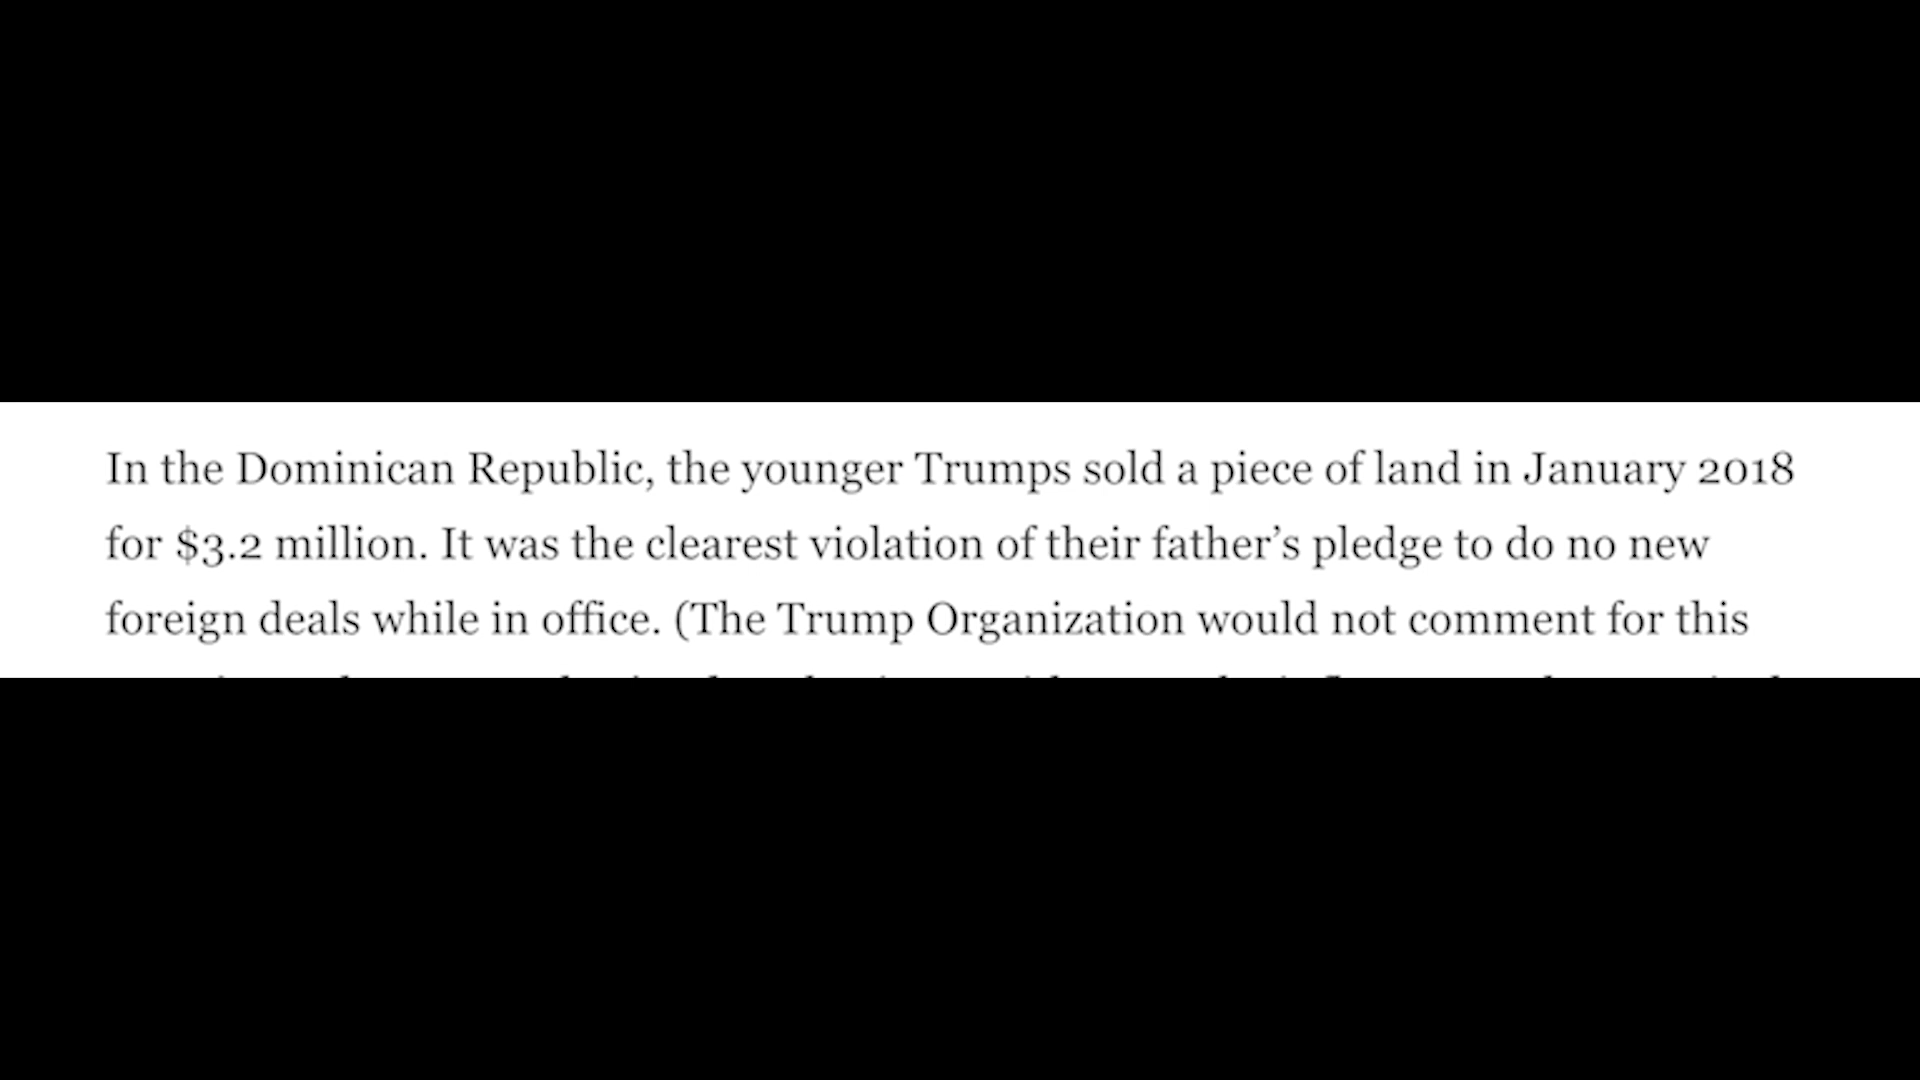 In the Dominican Republic, the younger Trumps sold a piece of land in January 2018
for $3.2 million. It was the clearest violation of their father’s pledge to do no new
foreign deals while in office. (The Trump Organization would not comment for this